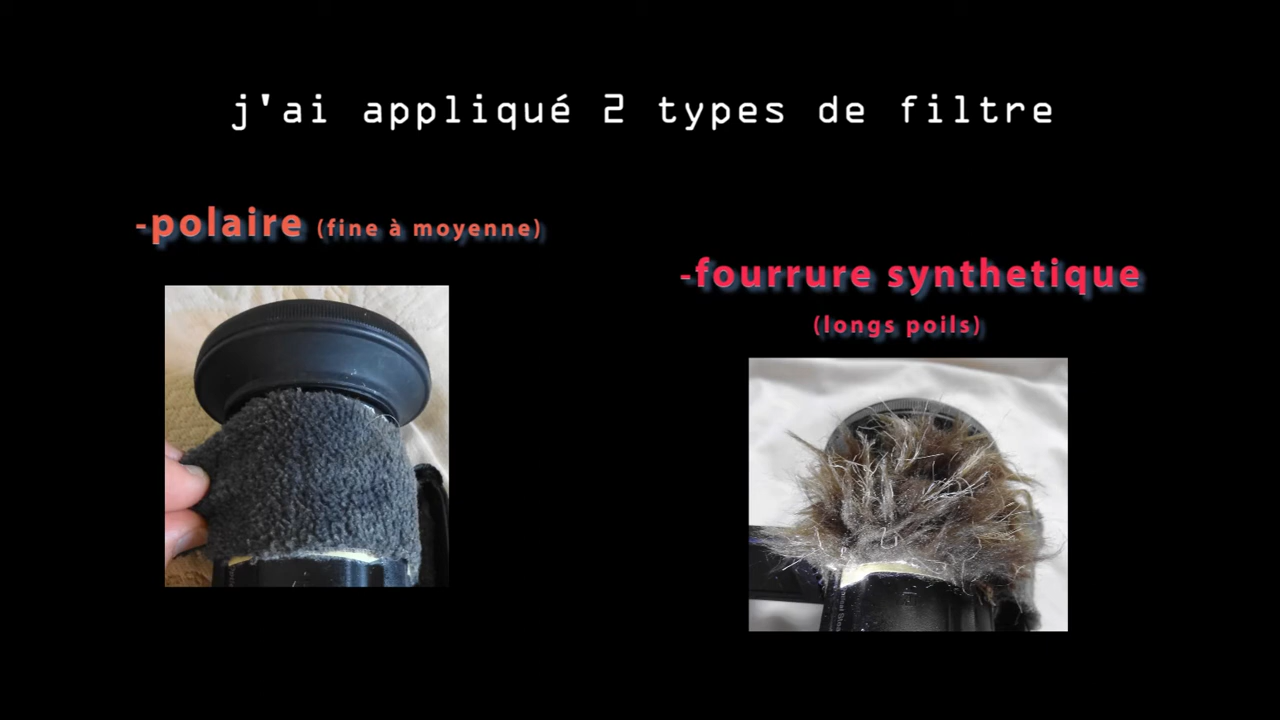 j'ai appliqué 2 types de filtre
-polaire (fine à moyenne)
-fourrure synthetique
(longs poils)